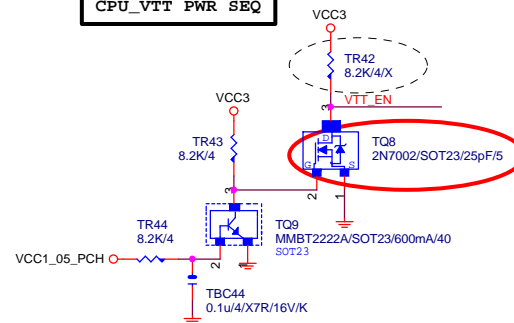 CPU_VTT PWR SEQ
VCC3
TR42
8.2K/4/X
VTT_EN
3
VCC3
D
TQ8
2N7002/SOT23/25pF/5
G
S
TR43
8.2K/4
2
1
3
TR44
8.2K/4
TQ9
MMBT2222A/SOT23/600mA/40
SOT23
VCC1_05_PCH
2
1
TBC44
0.1u/4/X7R/16V/K